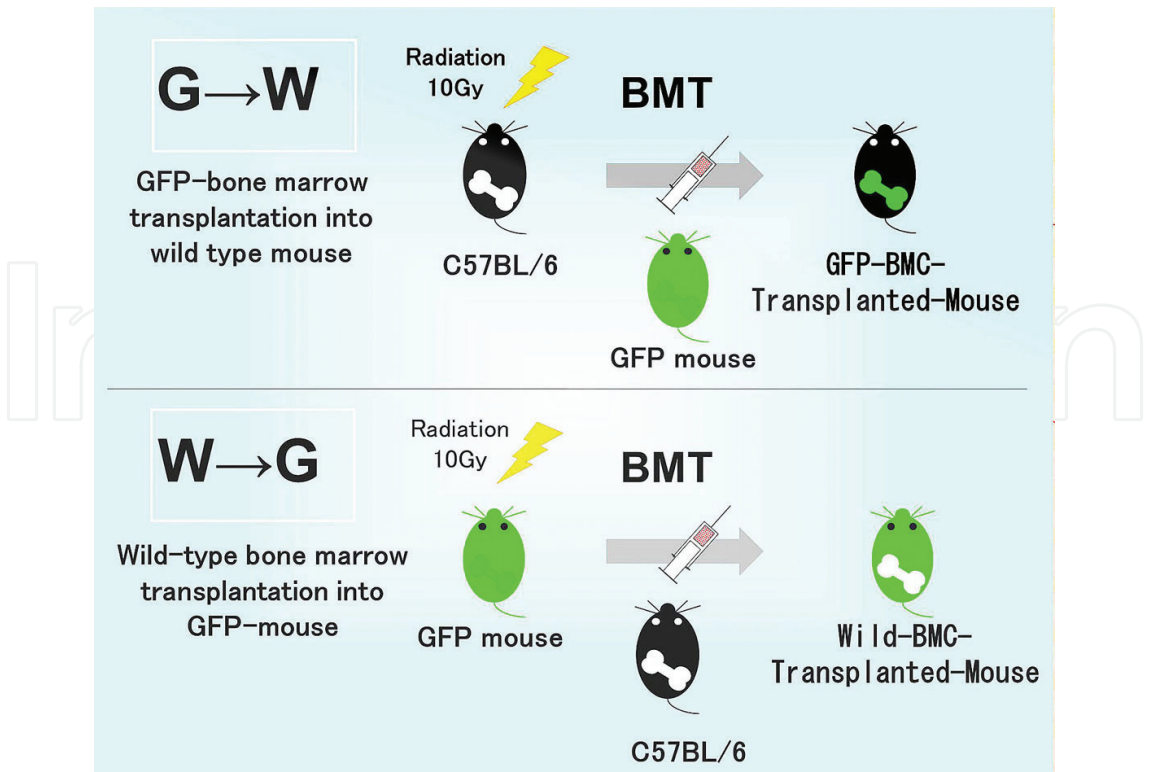 G→W
GFP-bone marrow
transplantation into
wild type mouse
Radiation
10Gy
C57BL/6
BMT
GFP mouse
GFP-BMC-
Transplanted-Mouse
W→G
Wild-type bone marrow
transplantation into
GFP-mouse
Radiation
10Gy
GFP mouse
BMT
C57BL/6
Wild-BMC-
Transplanted-Mouse